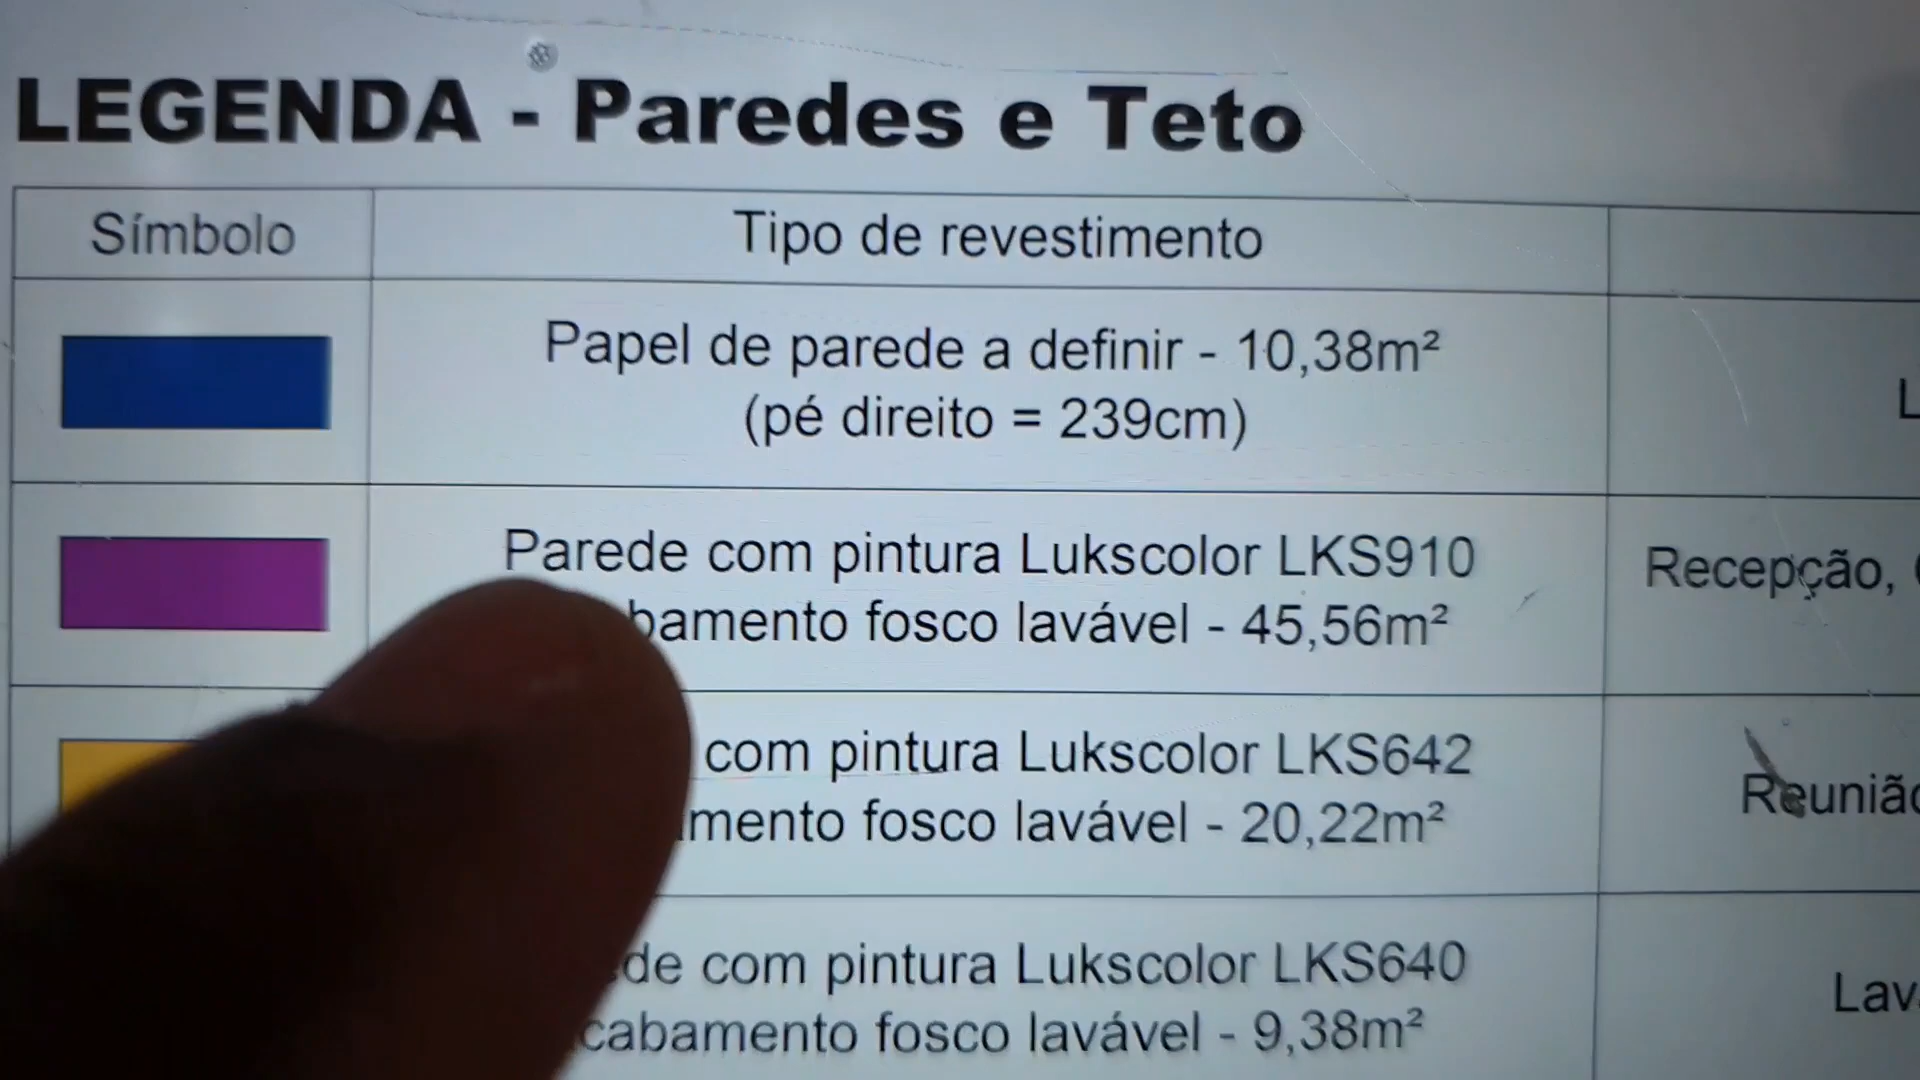 LEGENDA - Paredes e Teto
Símbolo
Tipo de revestimento
Papel de parede a definir - 10,38m²
(pé direito = 239cm)
Parede com pintura Lukscolor LKS910
bamento fosco lavável - 45,56m²
Recepção,
com pintura Lukscolor LKS642
mento fosco lavável - 20,22m²
Reuniã
de com pintura Lukscolor LKS640
cabamento fosco lavável - 9,38m²
Lav